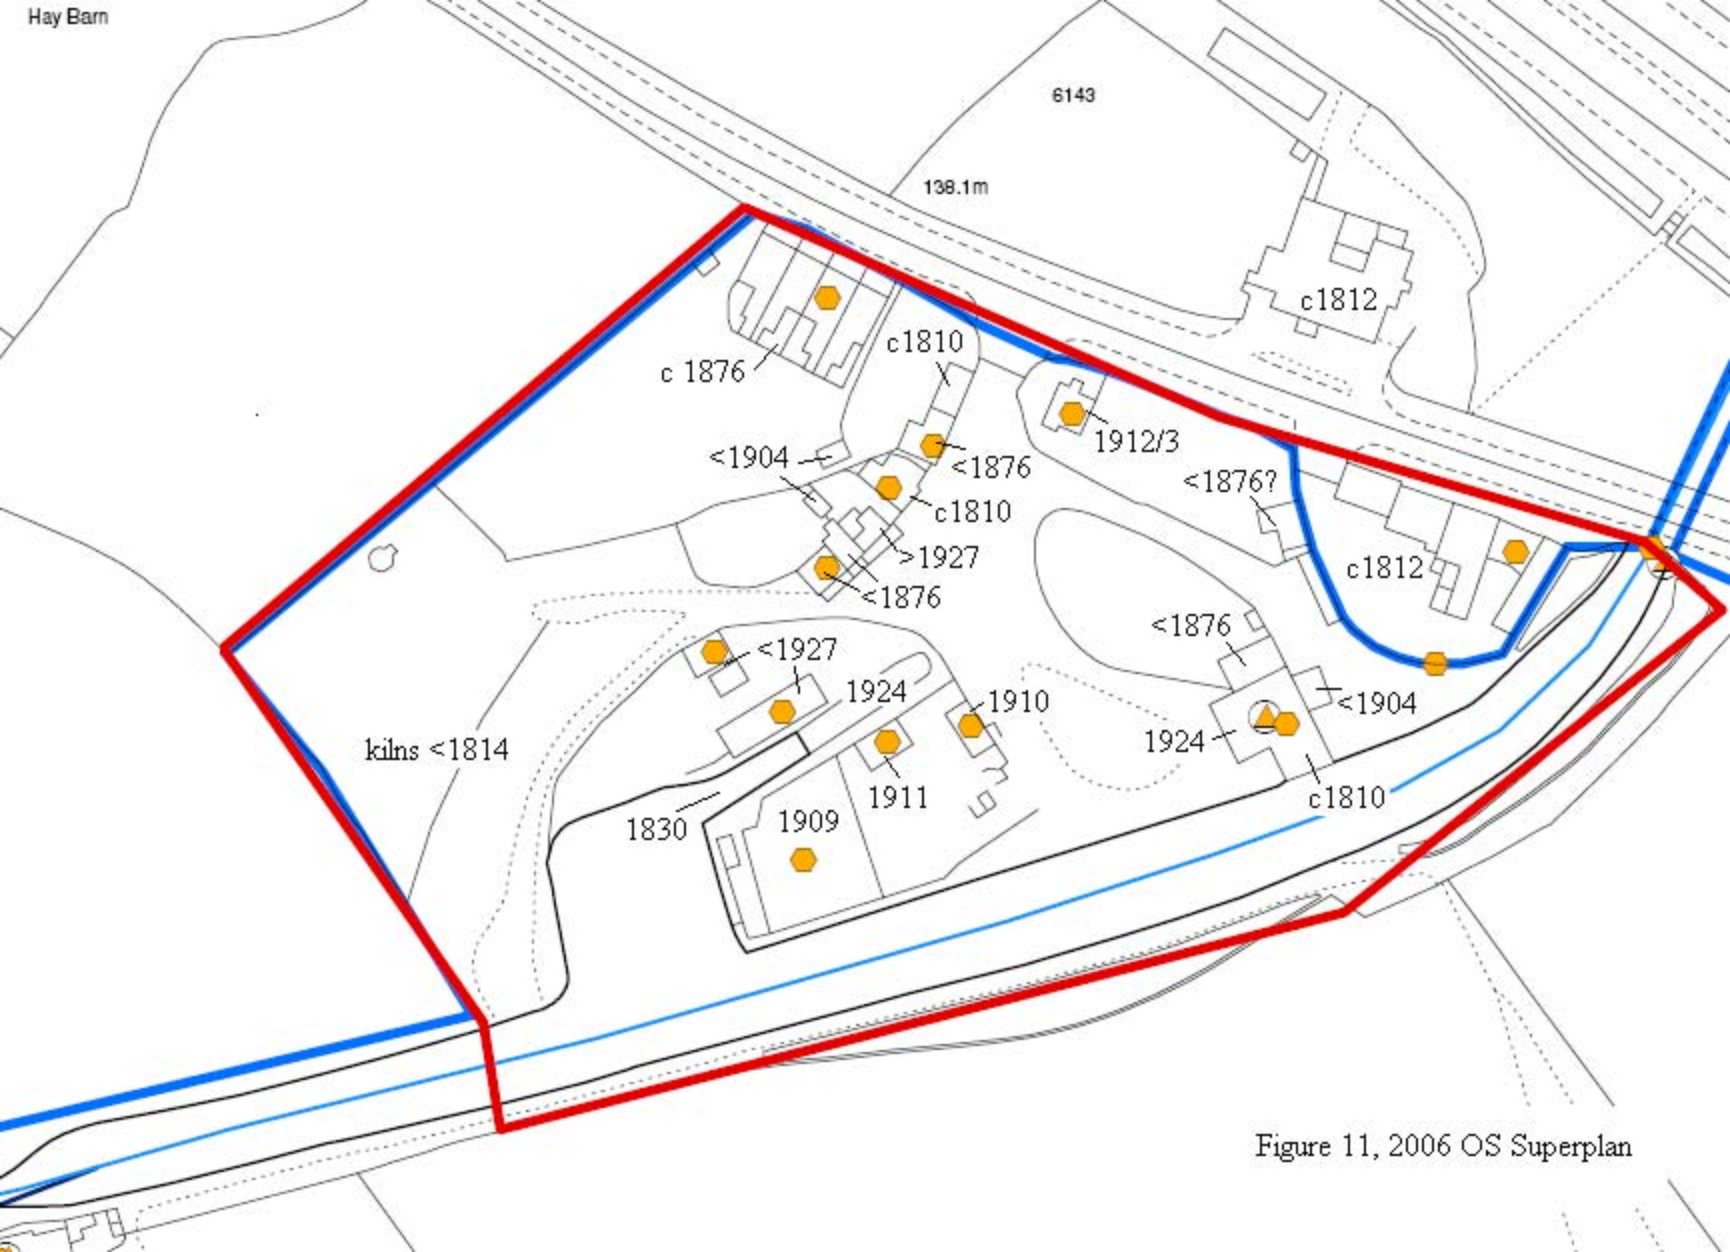 Hay Barn
6143
138.1m
c1812
c1810
c 1876
1912/3
<1904
<1876
<1876?
c1810
>1927
c1812
<1876
<1876
<1927
1924
1910
<1904
kilns <1814
1924
1911
c1810
1909
1830
Figure 11, 2006 OS Superplan